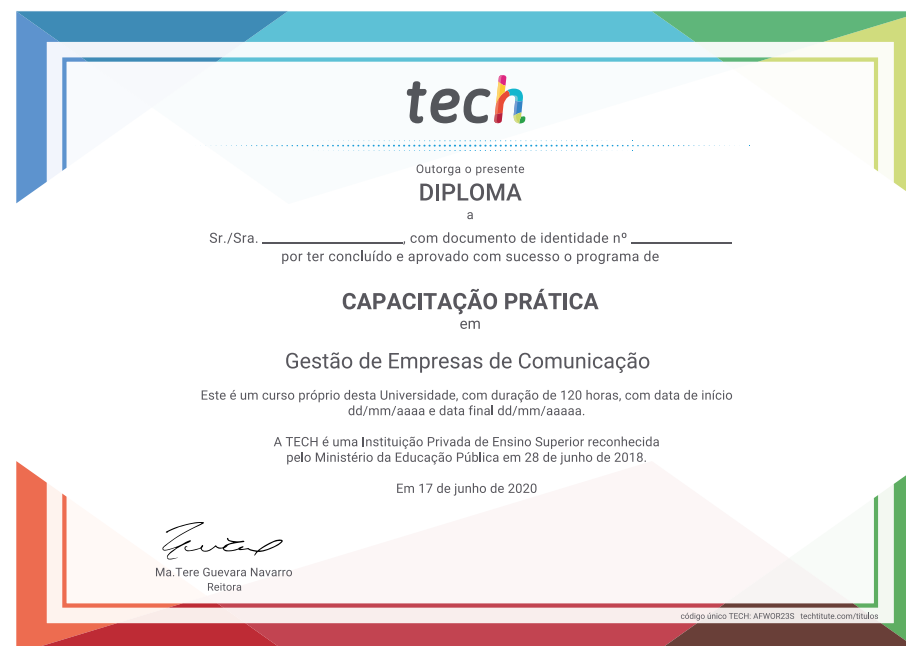 tech
Outorga o presente
DIPLOMA
a
Sr./Sra. ____________________, com documento de identidade nº ______________
por ter concluído e aprovado com sucesso o programa de
CAPACITAÇÃO PRÁTICA
em
Gestão de Empresas de Comunicação
Este é um curso próprio desta Universidade, com duração de 120 horas, com data de início
dd/mm/aaaa e data final dd/mm/aaaaa.
A TECH é uma Instituição Privada de Ensino Superior reconhecida
pelo Ministério da Educação Pública em 28 de junho de 2018.
Em 17 de junho de 2020
Ma.Tere Guevara Navarro
Reitora
código único TECH: AFWOR23S techtitute.com/títulos